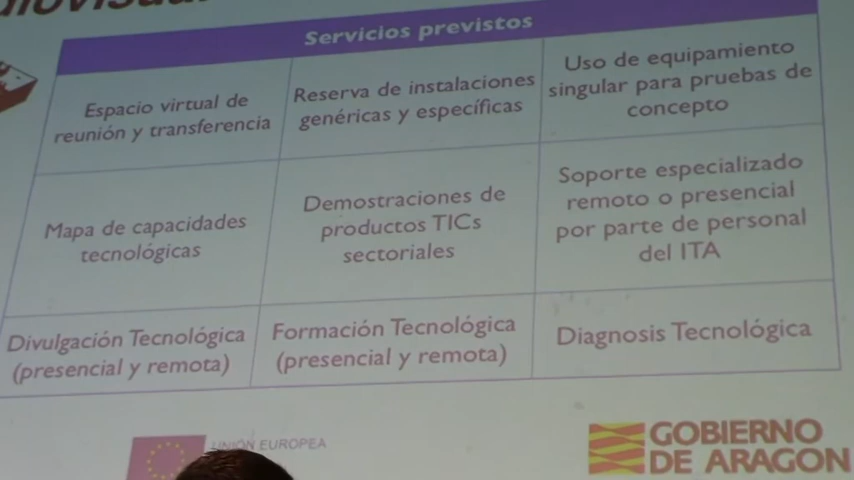 Servicios previstos
Espacio virtual de
reunión y transferencia
Reserva de instalaciones
genéricas y específicas
Uso de equipamiento
singular para pruebas de
concepto
Mapa de capacidades
tecnológicas
Demostraciones de
productos TICs
sectoriales
Soporte especializado
remoto o presencial
por parte de personal
del ITA
Divulgación Tecnológica
(presencial y remota)
Formación Tecnológica
(presencial y remota)
Diagnosis Tecnológica
UNIÓN EUROPEA
GOBIERNO
DE ARAGON